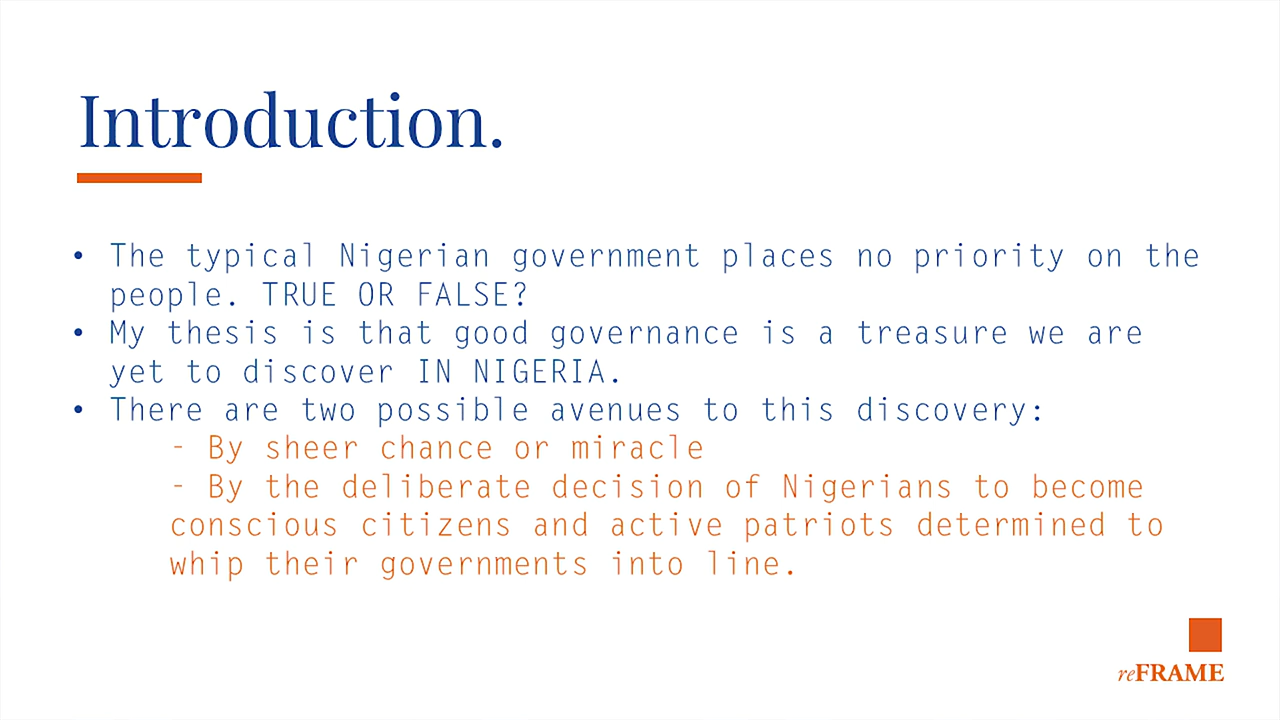 Introduction.
• The typical Nigerian government places no priority on the
people. TRUE OR FALSE?
• My thesis is that good governance is a treasure we are
yet to discover IN NIGERIA.
• There are two possible avenues to this discovery:
- By sheer chance or miracle
- By the deliberate decision of Nigerians to become
conscious citizens and active patriots determined to
whip their governments into line.
reFRAME